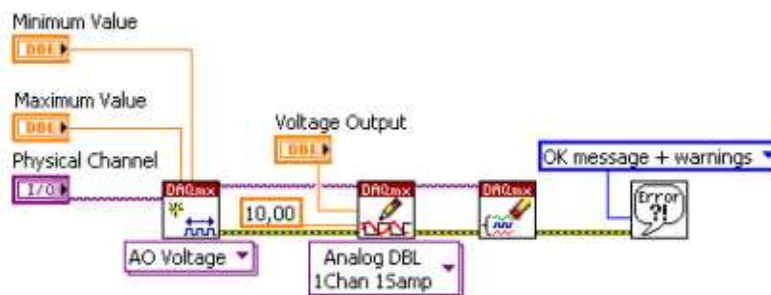 Minimum Value
DBL
Maximum Value
DBL
Physical Channel
I/O
Voltage Output
DBL
OK message + warnings
DAQmx
10,00
DAQmx
DAQmx
Error
?!
AO Voltage
Analog DBL
1Chan 1Samp